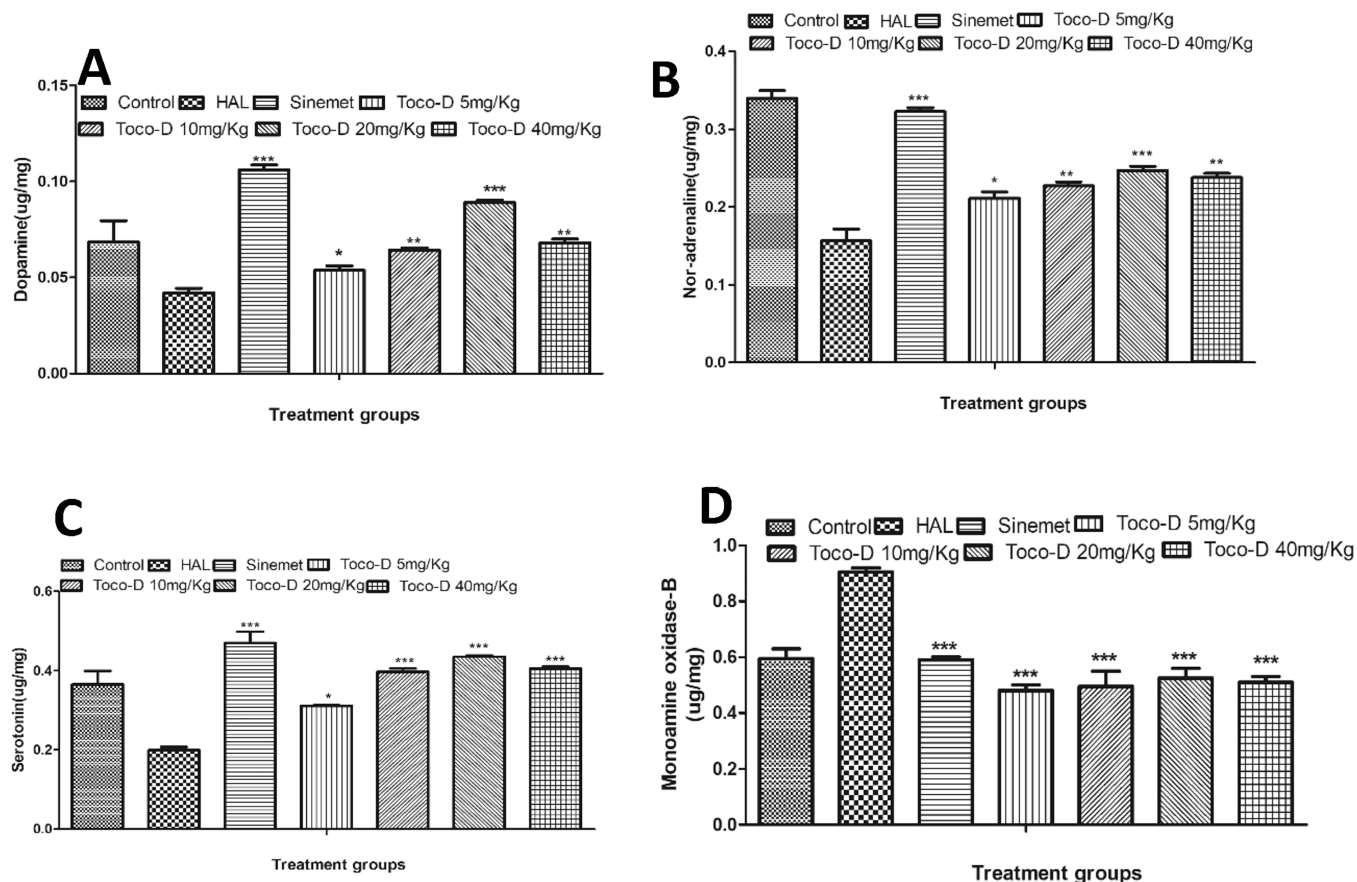 A
Control HAL Sinemet Toco-D 5mg/Kg
Toco-D 10mg/Kg Toco-D 20mg/Kg Toco-D 40mg/Kg
Dopamine(ug/mg)
0.15
0.10
0.05
0.00
***
*
**
***
**
Treatment groups
B
Control HAL Sinemet Toco-D 5mg/Kg
Toco-D 10mg/Kg Toco-D 20mg/Kg Toco-D 40mg/Kg
Nor-adrenaline(ug/mg)
0.4
0.3
0.2
0.1
0.0
***
*
**
***
**
Treatment groups
C
Control HAL Sinemet Toco-D 5mg/Kg
Toco-D 10mg/Kg Toco-D 20mg/Kg Toco-D 40mg/Kg
Serotonin(ug/mg)
0.6
0.4
0.2
0.0
***
*
***
***
***
Treatment groups
D
Control HAL Sinemet Toco-D 5mg/Kg
Toco-D 10mg/Kg Toco-D 20mg/Kg Toco-D 40mg/Kg
Monoamine oxidase-B
(ug/mg)
1.0
0.8
0.6
0.4
0.2
0.0
***
***
***
***
***
Treatment groups